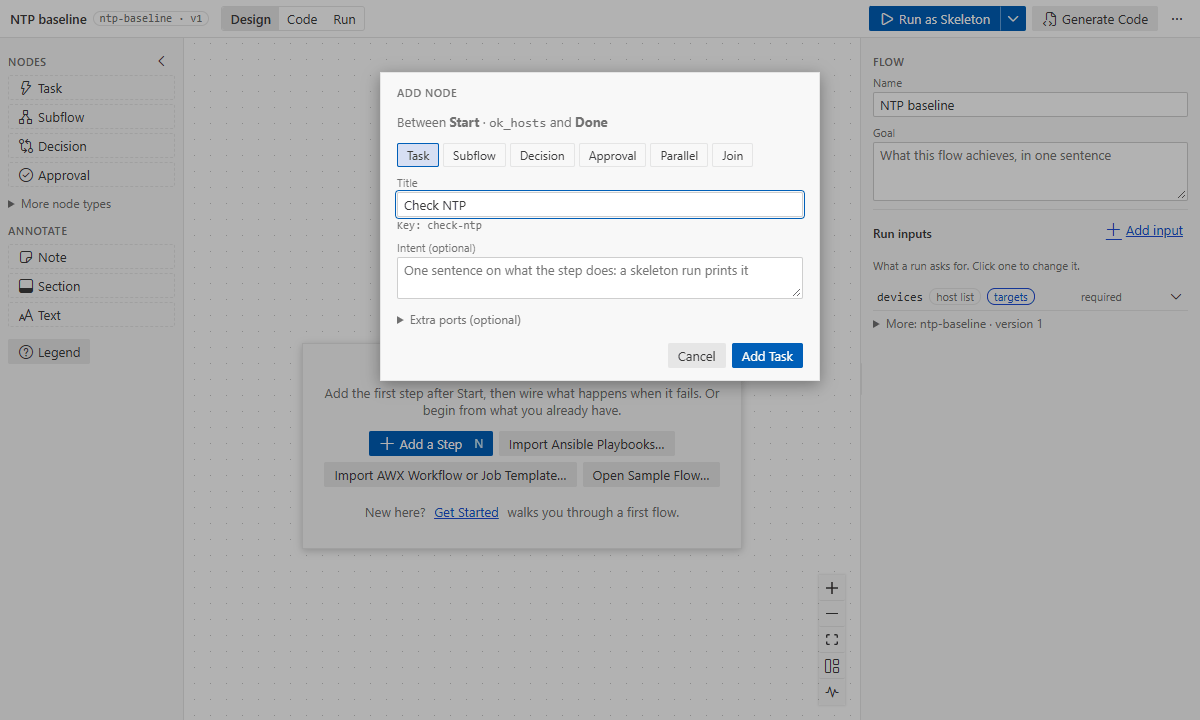 NTP baseline ntp-baseline · v1 Design Code Run Run as Skeleton Generate Code
NODES
Task
Subflow
Decision
Approval
More node types
ANNOTATE
Note
Section
Text
Legend
ADD NODE
Between Start · ok_hosts and Done
Task Subflow Decision Approval Parallel Join
Title
Check NTP
Key: check-ntp
Intent (optional)
One sentence on what the step does: a skeleton run prints it
Extra ports (optional)
Cancel Add Task
Add the first step after Start, then wire what happens when it fails. Or
begin from what you already have.
Add a Step N Import Ansible Playbooks...
Import AWX Workflow or Job Template... Open Sample Flow...
New here? Get Started walks you through a first flow.
FLOW
Name
NTP baseline
Goal
What this flow achieves, in one sentence
Run inputs Add input
What a run asks for. Click one to change it.
devices host list targets required
More: ntp-baseline · version 1